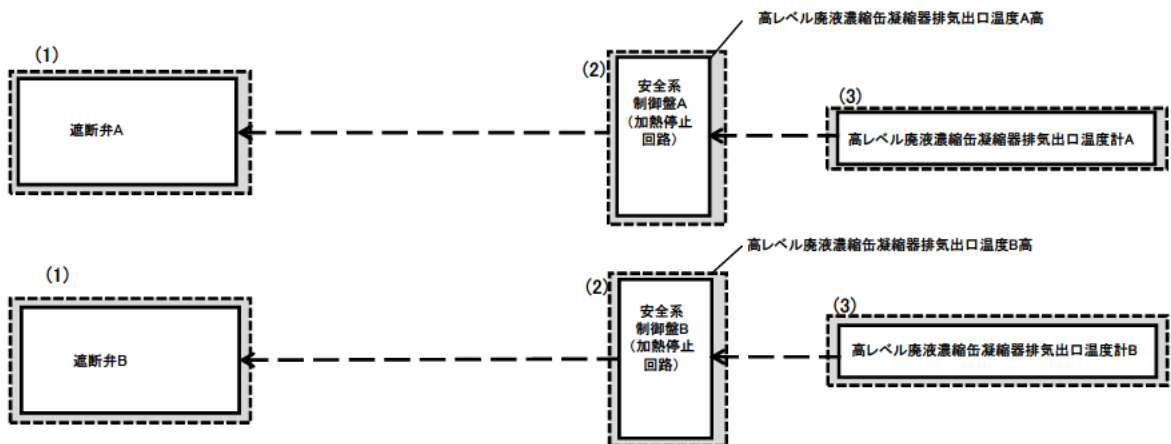 高レベル廃液濃縮缶凝縮器排気出口温度A高
(1)
遮断弁A
(2)
安全系
制御盤A
(加熱停止
回路)
(3)
高レベル廃液濃縮缶凝縮器排気出口温度計A
高レベル廃液濃縮缶凝縮器排気出口温度B高
(1)
遮断弁B
(2)
安全系
制御盤B
(加熱停止
回路)
(3)
高レベル廃液濃縮缶凝縮器排気出口温度計B